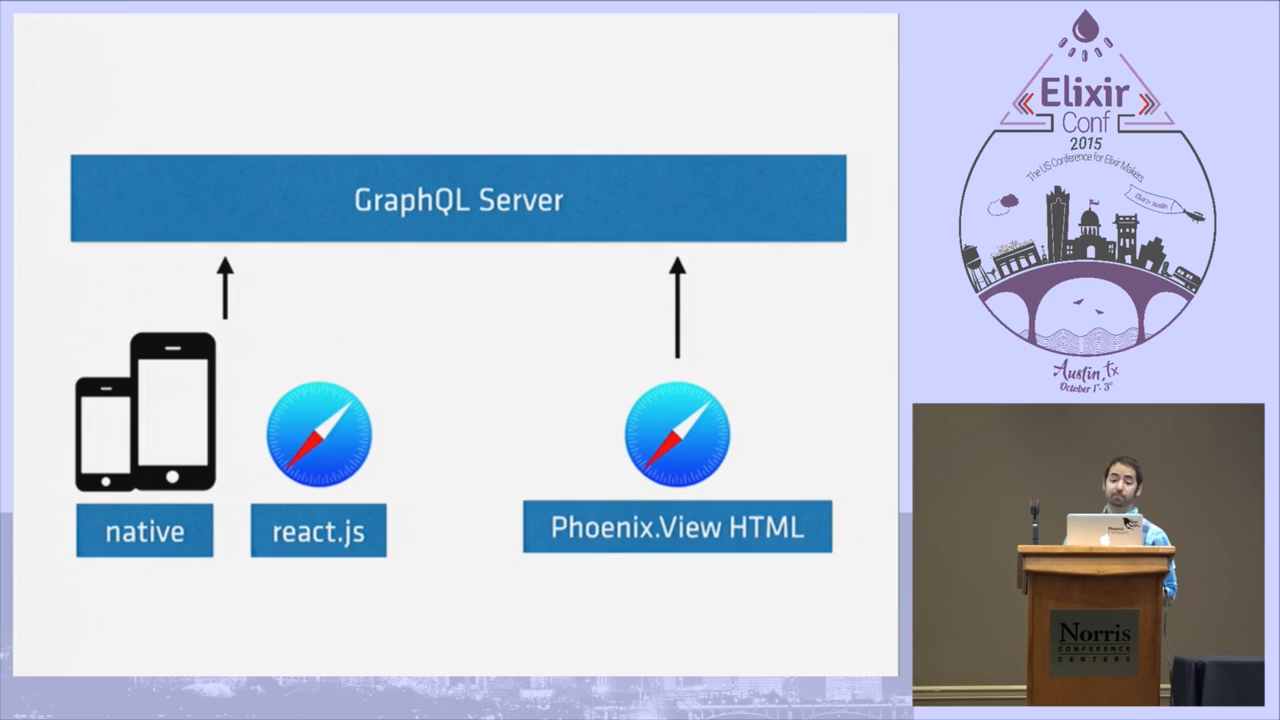 GraphQL Server
native
react.js
Phoenix.View HTML
Elixir
Conf
2015
The US Conference for Elixir Makers
Austin, tx
October 1st - 3rd
Phoenix
Norris
CONFERENCE
CENTERS